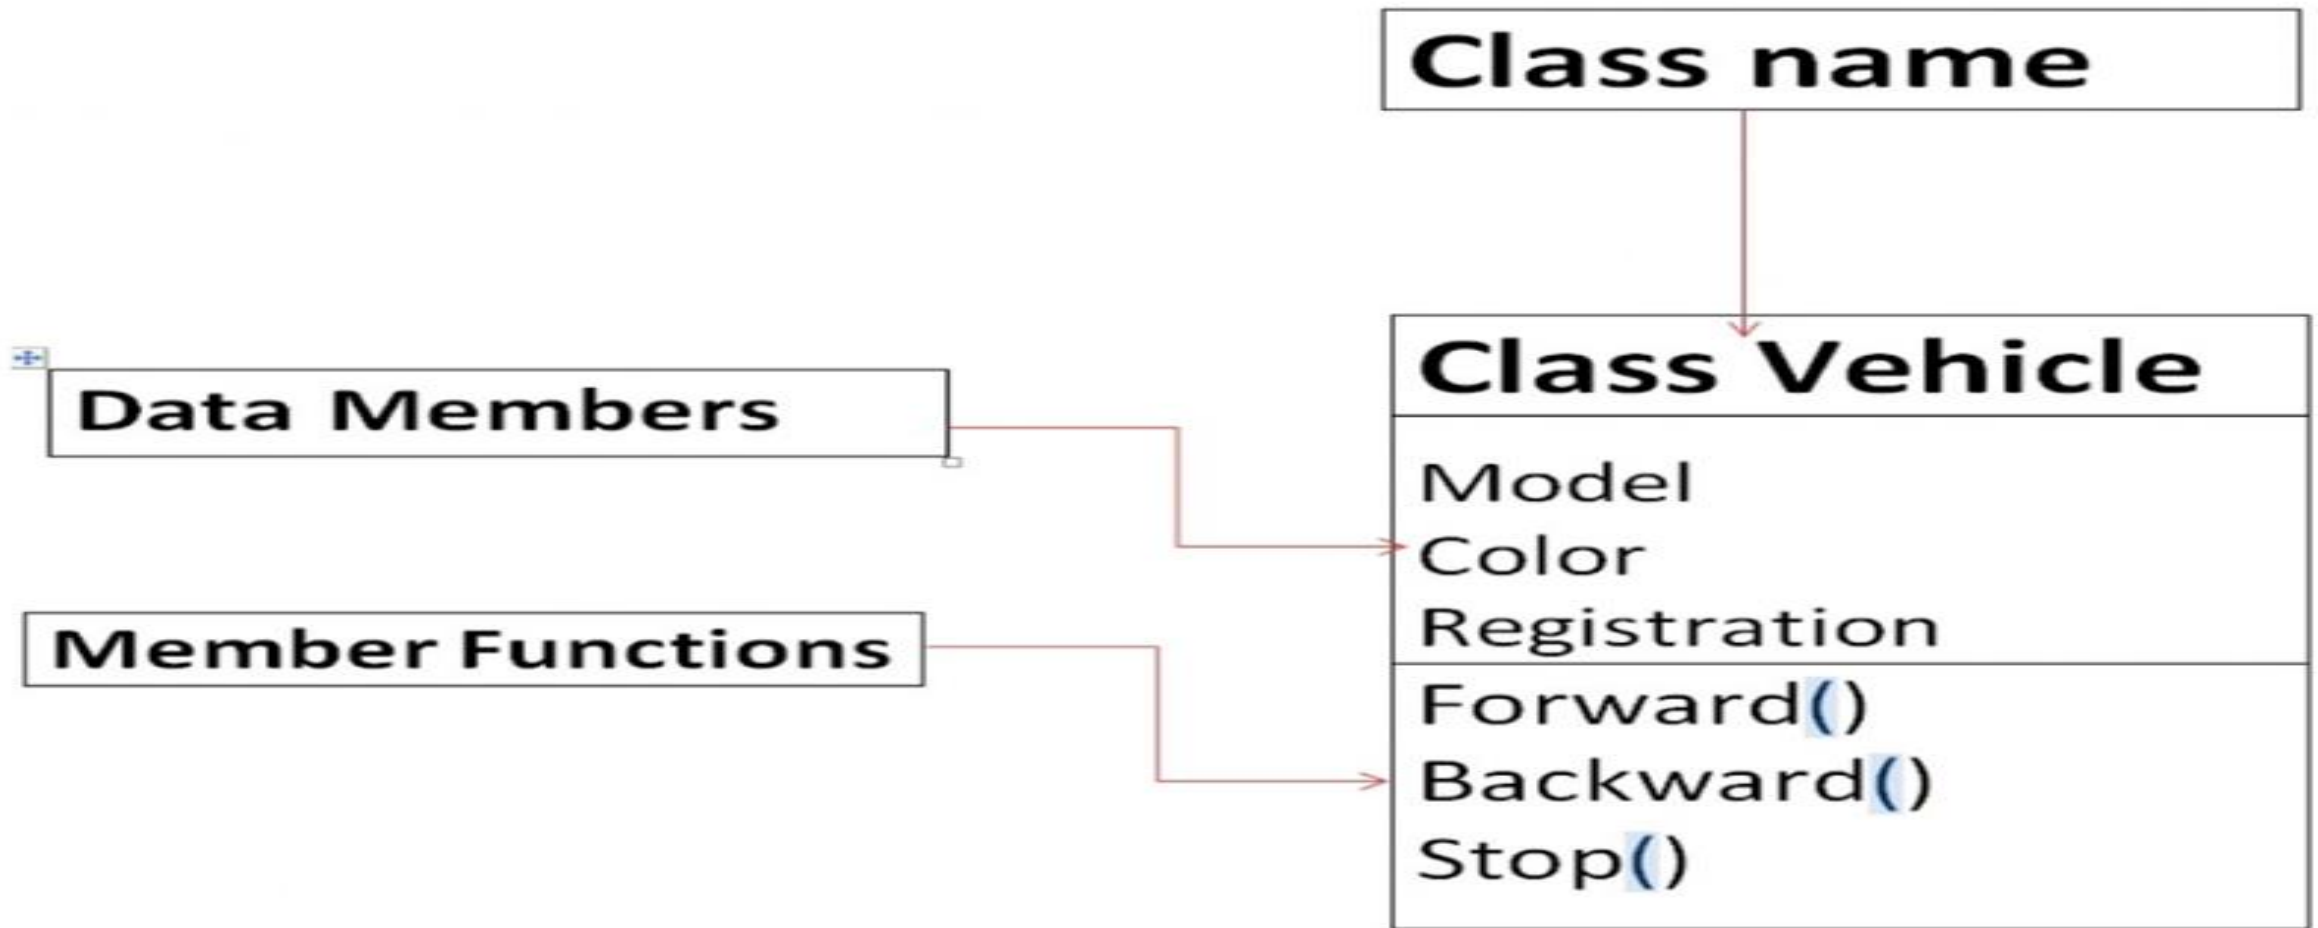 Class name
Class Vehicle
Data Members
Model
Color
Registration
Member Functions
Forward()
Backward()
Stop()